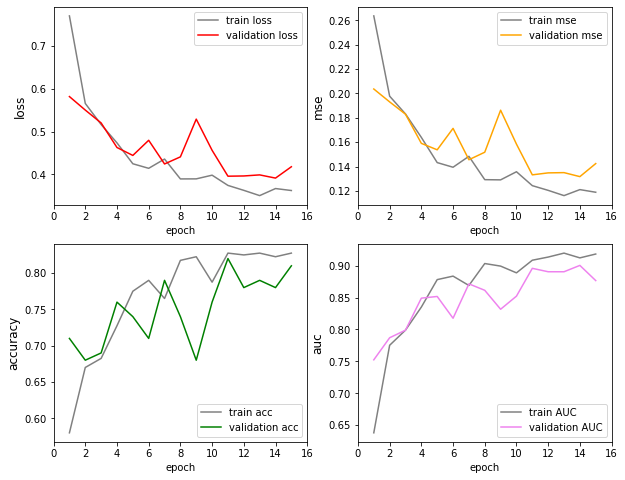 train loss
validation loss
0.7
0.6
0.5
0.4
loss
0 2 4 6 8 10 12 14 16
epoch
train mse
validation mse
0.26
0.24
0.22
0.20
0.18
0.16
0.14
0.12
mse
0 2 4 6 8 10 12 14 16
epoch
0.80
0.75
0.70
0.65
0.60
accuracy
train acc
validation acc
0 2 4 6 8 10 12 14 16
epoch
0.90
0.85
0.80
0.75
0.70
0.65
auc
train AUC
validation AUC
0 2 4 6 8 10 12 14 16
epoch